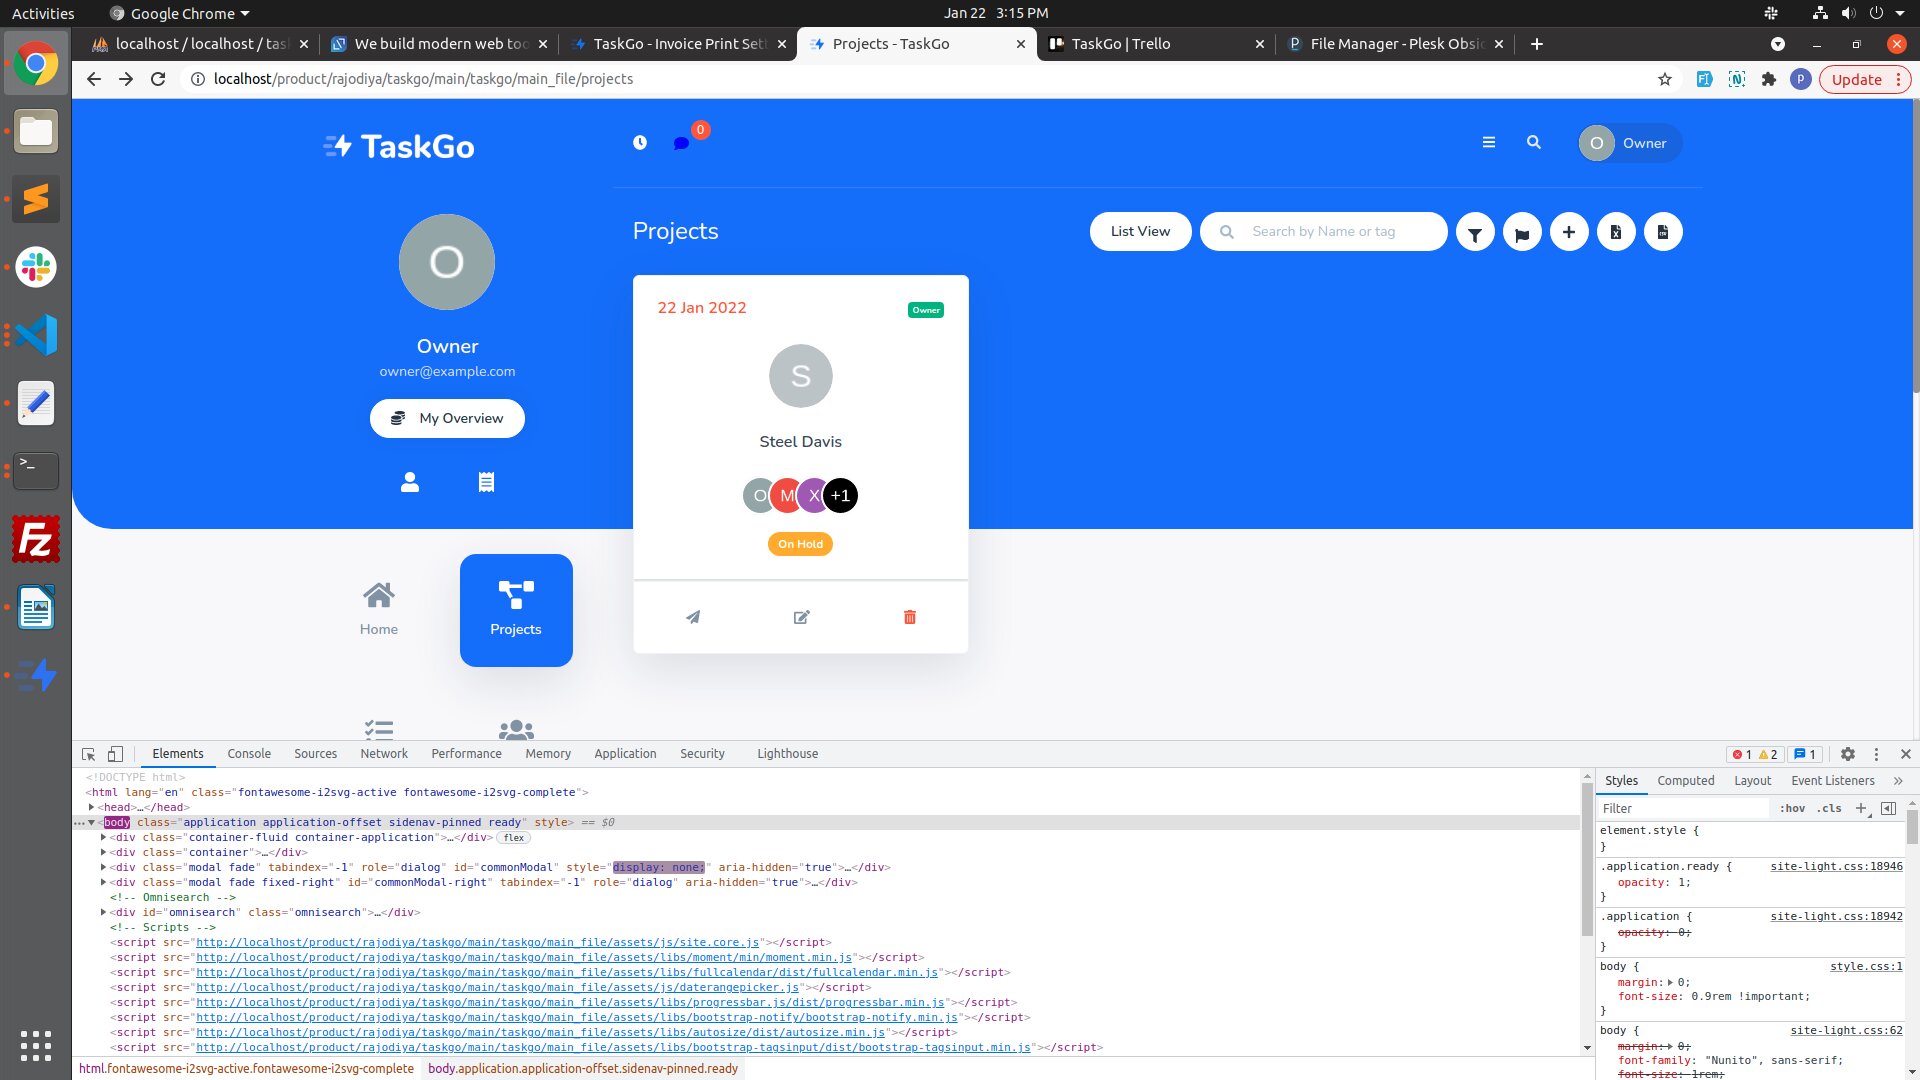 Activities
Google Chrome
Jan 22 3:15 PM
localhost / localhost / tas
We build modern web too
TaskGo - Invoice Print Sett
Projects - TaskGo
TaskGo | Trello
File Manager - Plesk Obsid
localhost/product/rajodiya/taskgo/main/taskgo/main_file/projects
P
Update
TaskGo
0
O
Owner
O
Owner
owner@example.com
My Overview
Projects
List View
Search by Name or tag
22 Jan 2022
Owner
S
Steel Davis
O M X +1
On Hold
Home
Projects
Elements Console Sources Network Performance Memory Application Security Lighthouse
1 2 1
<!DOCTYPE html>
<html lang="en" class="fontawesome-i2svg-active fontawesome-i2svg-complete">
<head>…</head>
<body class="application application-offset sidenav-pinned ready" style> == $0
<div class="container-fluid container-application">…</div> flex
<div class="container">…</div>
<div class="modal fade" tabindex="-1" role="dialog" id="commonModal" style="display: none;" aria-hidden="true">…</div>
<div class="modal fade fixed-right" id="commonModal-right" tabindex="-1" role="dialog" aria-hidden="true">…</div>
<!-- Omnisearch -->
<div id="omnisearch" class="omnisearch">…</div>
<!-- Scripts -->
<script src="http://localhost/product/rajodiya/taskgo/main/taskgo/main_file/assets/js/site.core.js"></script>
<script src="http://localhost/product/rajodiya/taskgo/main/taskgo/main_file/assets/libs/moment/min/moment.min.js"></script>
<script src="http://localhost/product/rajodiya/taskgo/main/taskgo/main_file/assets/libs/fullcalendar/dist/fullcalendar.min.js"></script>
<script src="http://localhost/product/rajodiya/taskgo/main/taskgo/main_file/assets/js/daterangepicker.js"></script>
<script src="http://localhost/product/rajodiya/taskgo/main/taskgo/main_file/assets/libs/progressbar.js/dist/progressbar.min.js"></script>
<script src="http://localhost/product/rajodiya/taskgo/main/taskgo/main_file/assets/libs/bootstrap-notify/bootstrap-notify.min.js"></script>
<script src="http://localhost/product/rajodiya/taskgo/main/taskgo/main_file/assets/libs/autosize/dist/autosize.min.js"></script>
<script src="http://localhost/product/rajodiya/taskgo/main/taskgo/main_file/assets/libs/bootstrap-tagsinput/dist/bootstrap-tagsinput.min.js"></script>
html.fontawesome-i2svg-active.fontawesome-i2svg-complete body.application.application-offset.sidenav-pinned.ready
Styles Computed Layout Event Listeners »
Filter :hov .cls
element.style {
}
.application.ready { site-light.css:18946
opacity: 1;
}
.application { site-light.css:18942
opacity: 0;
}
body { style.css:1
margin: 0;
font-size: 0.9rem !important;
}
body { site-light.css:62
margin: 0;
font-family: "Nunito", sans-serif;
font-size: 1rem;